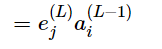 = e_j^{(L)} a_i^{(L-1)}